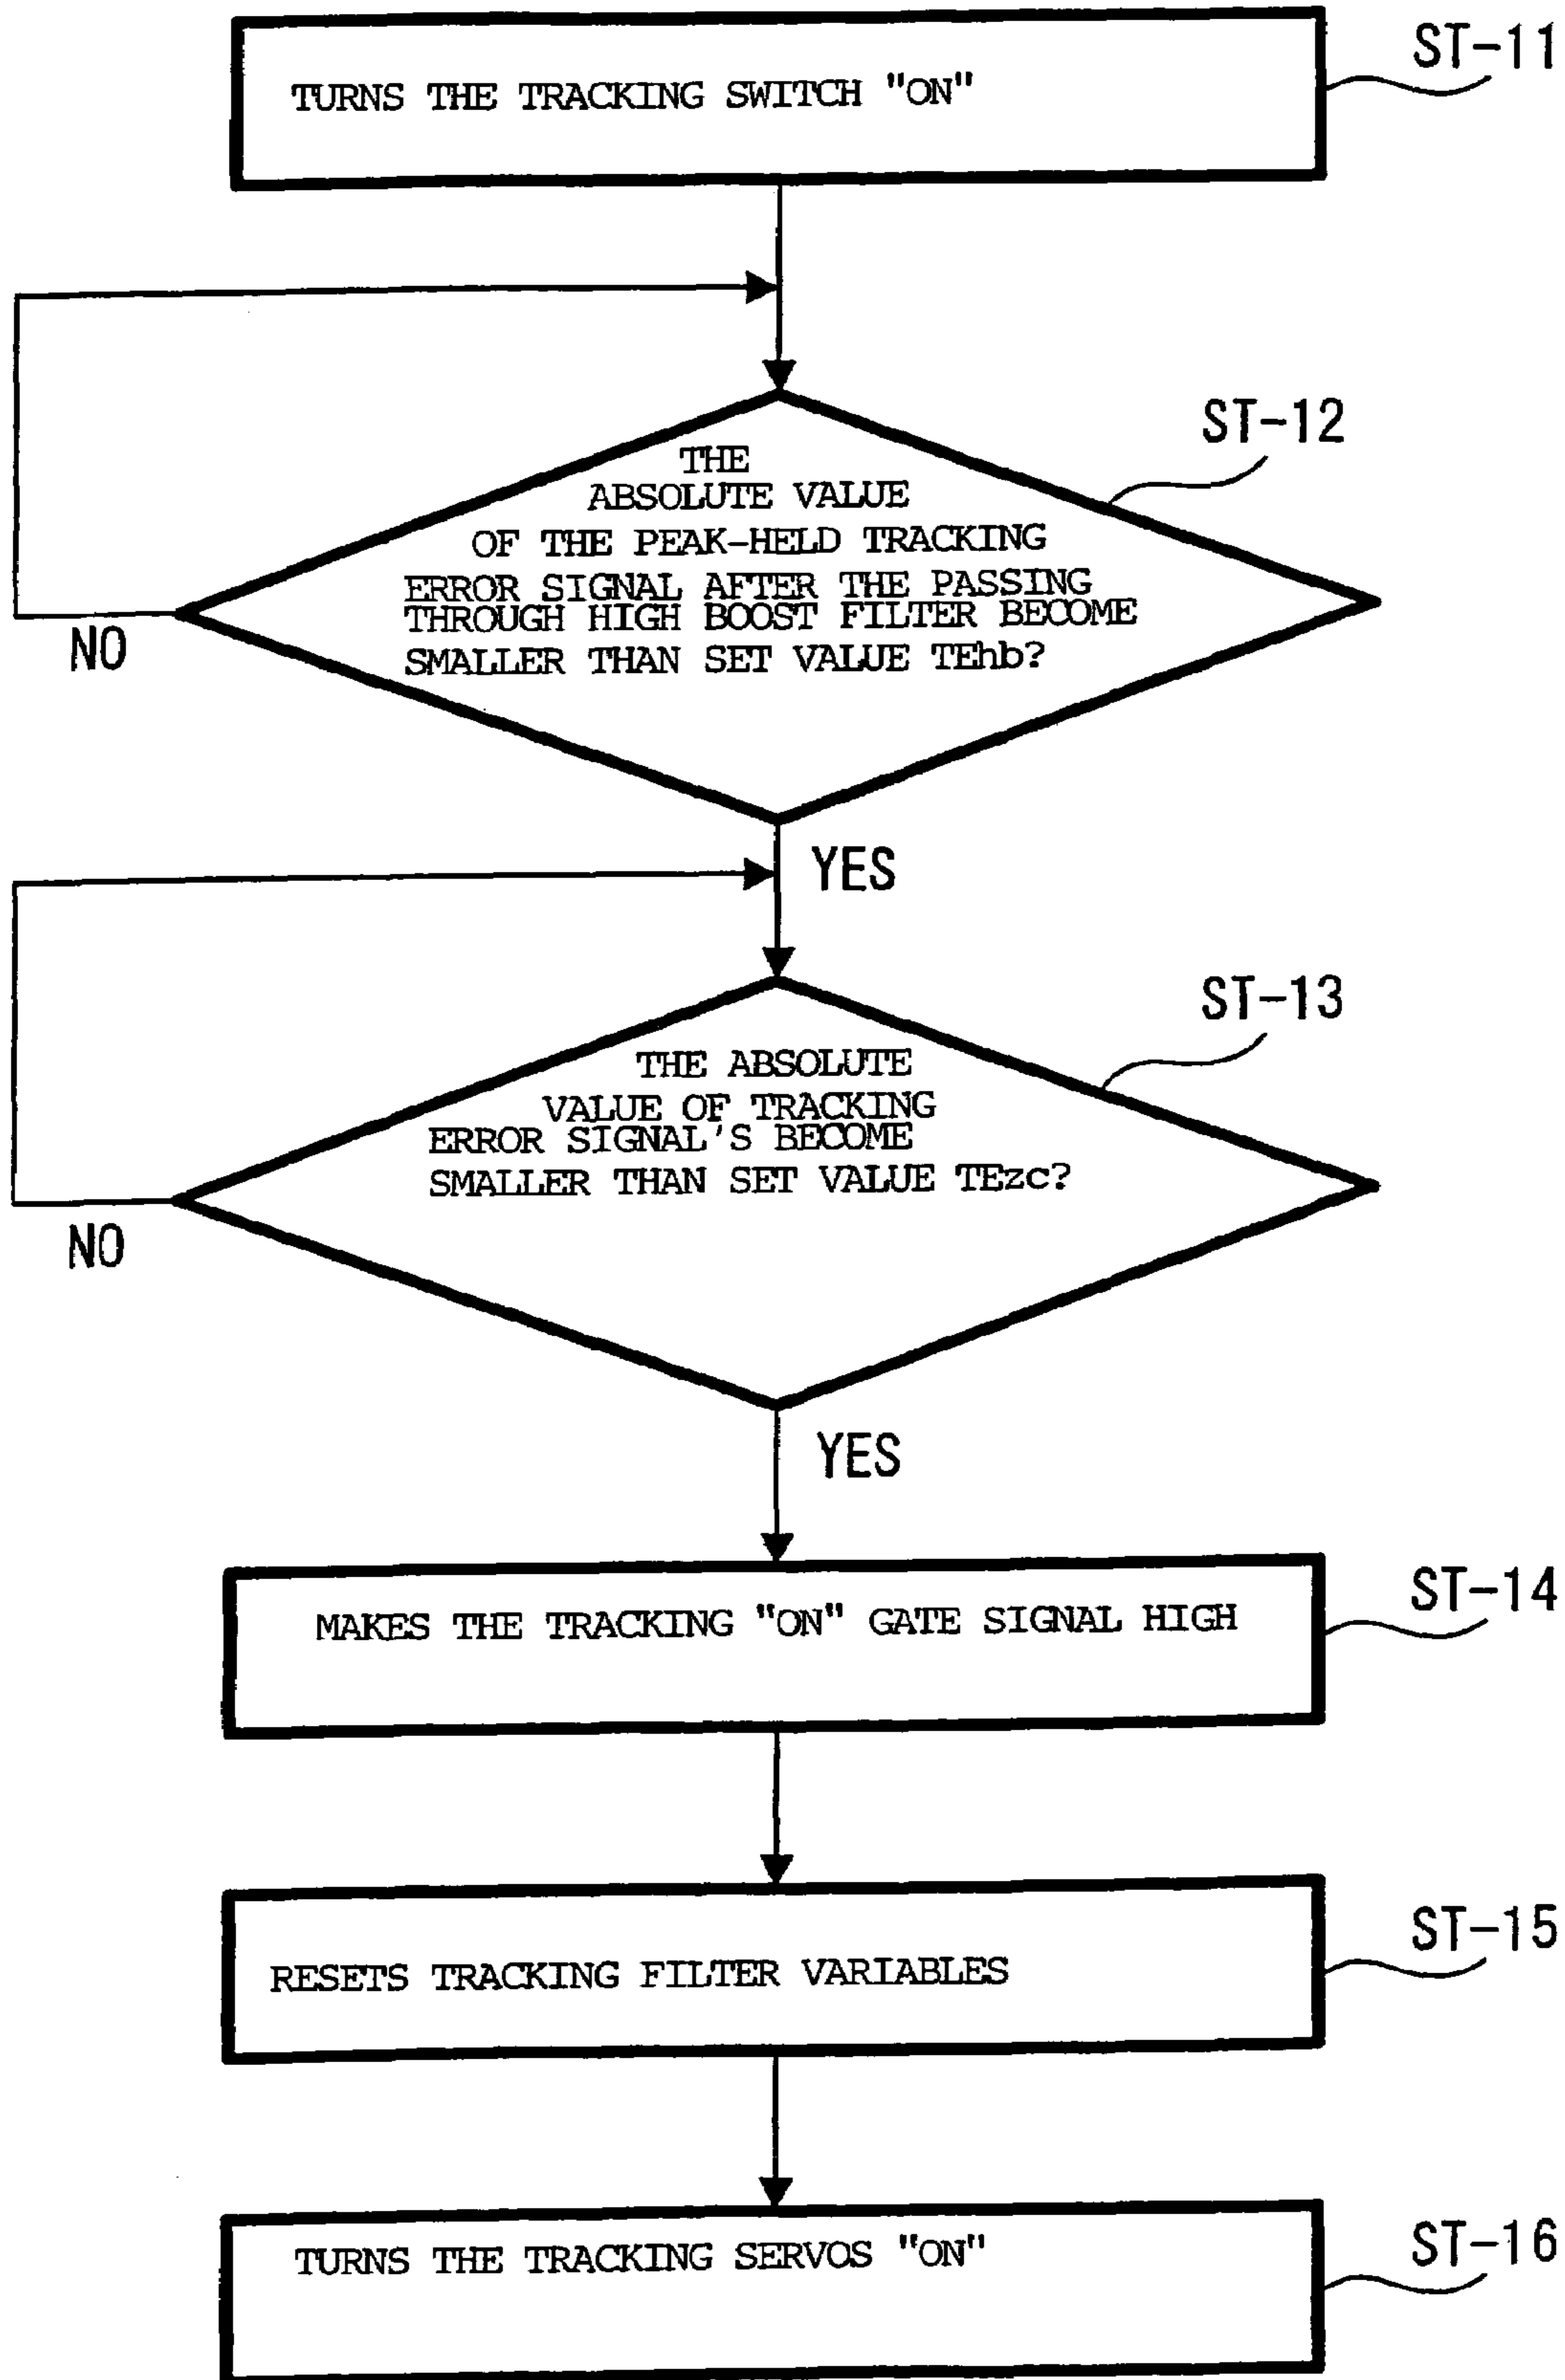 ST-11
TURNS THE TRACKING SWITCH "ON"
ST-12
THE
ABSOLUTE VALUE
OF THE PEAK-HELD TRACKING
ERROR SIGNAL AFTER THE PASSING
THROUGH HIGH BOOST FILTER BECOME
SMALLER THAN SET VALUE TEhb?
NO
YES
ST-13
THE ABSOLUTE
VALUE OF TRACKING
ERROR SIGNAL'S BECOME
SMALLER THAN SET VALUE TEzc?
NO
YES
ST-14
MAKES THE TRACKING "ON" GATE SIGNAL HIGH
ST-15
RESETS TRACKING FILTER VARIABLES
ST-16
TURNS THE TRACKING SERVOS "ON"